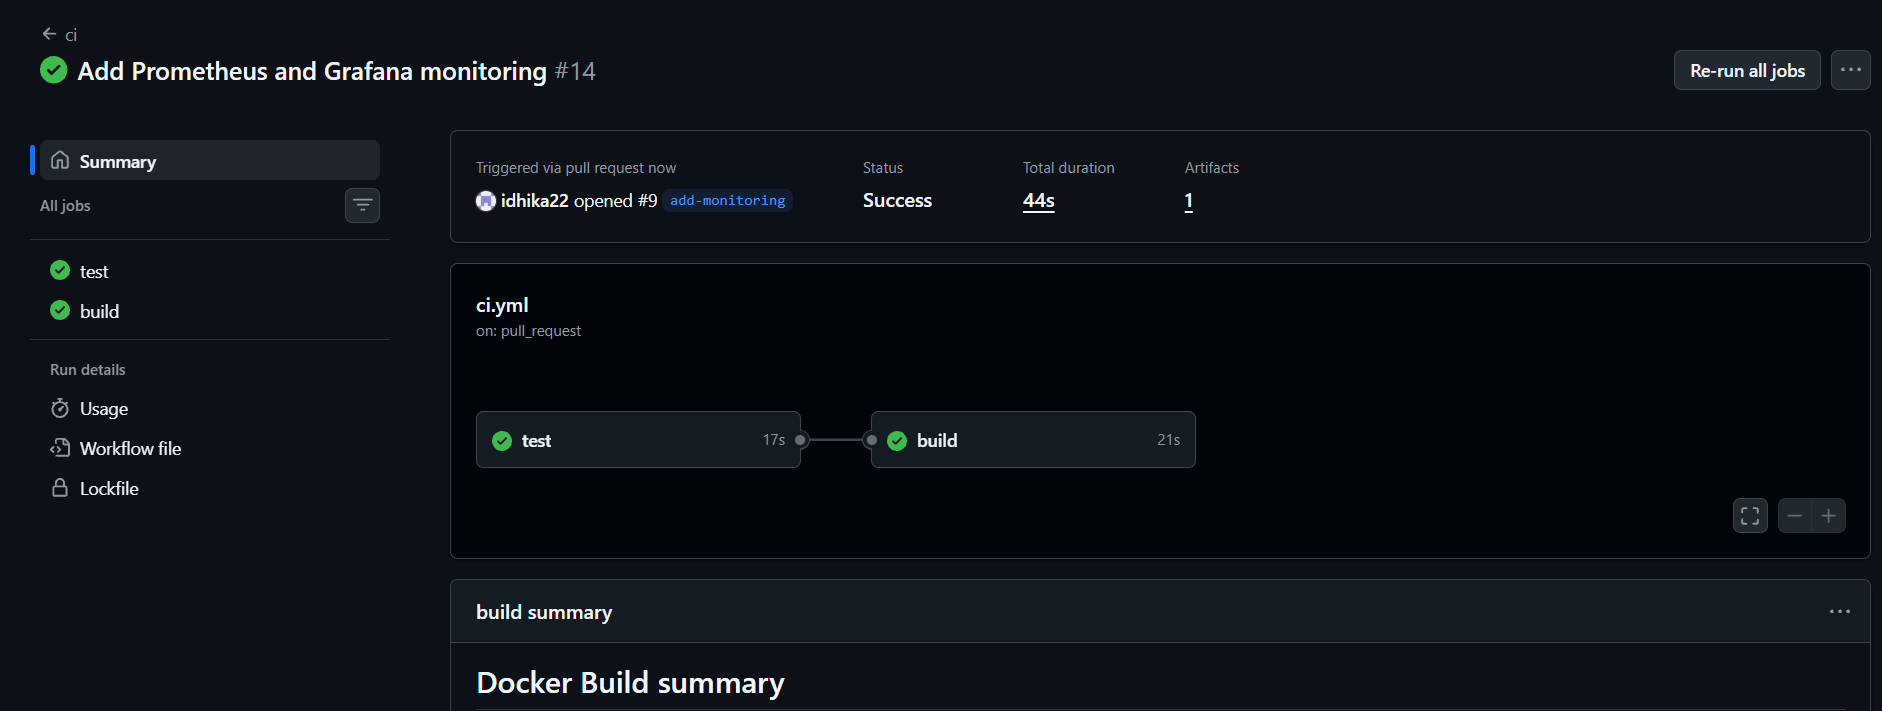 ci
Add Prometheus and Grafana monitoring #14
Re-run all jobs
Summary
All jobs
test
build
Run details
Usage
Workflow file
Lockfile
Triggered via pull request now
idhika22 opened #9 add-monitoring
Status
Success
Total duration
44s
Artifacts
1
ci.yml
on: pull_request
test 17s
build 21s
build summary
Docker Build summary